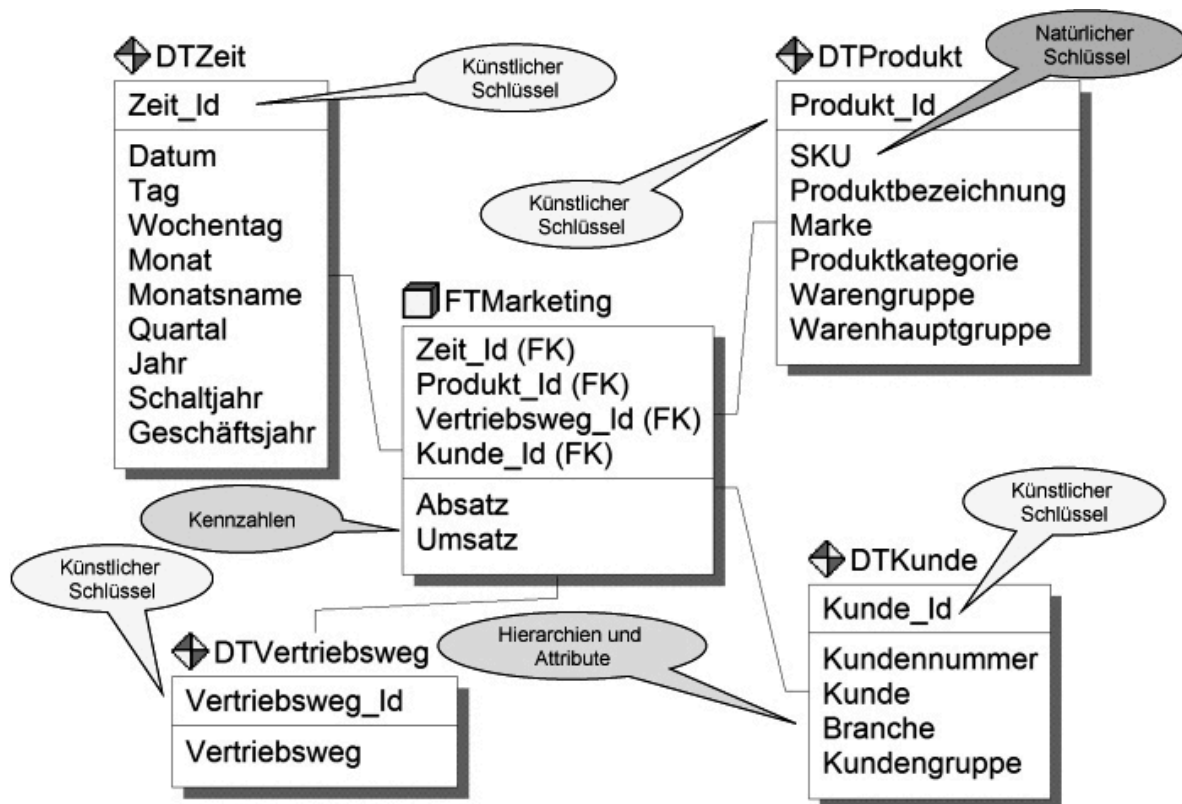 DTZeit
Zeit_Id
Datum
Tag
Wochentag
Monat
Monatsname
Quartal
Jahr
Schaltjahr
Geschäftsjahr
Künstlicher
Schlüssel
Natürlicher
Schlüssel
DTProdukt
Produkt_Id
SKU
Produktbezeichnung
Marke
Produktkategorie
Warengruppe
Warenhauptgruppe
Künstlicher
Schlüssel
FTMarketing
Zeit_Id (FK)
Produkt_Id (FK)
Vertriebsweg_Id (FK)
Kunde_Id (FK)
Absatz
Umsatz
Kennzahlen
Künstlicher
Schlüssel
DTVertriebsweg
Vertriebsweg_Id
Vertriebsweg
Hierarchien und
Attribute
Künstlicher
Schlüssel
DTKunde
Kunde_Id
Kundennummer
Kunde
Branche
Kundengruppe